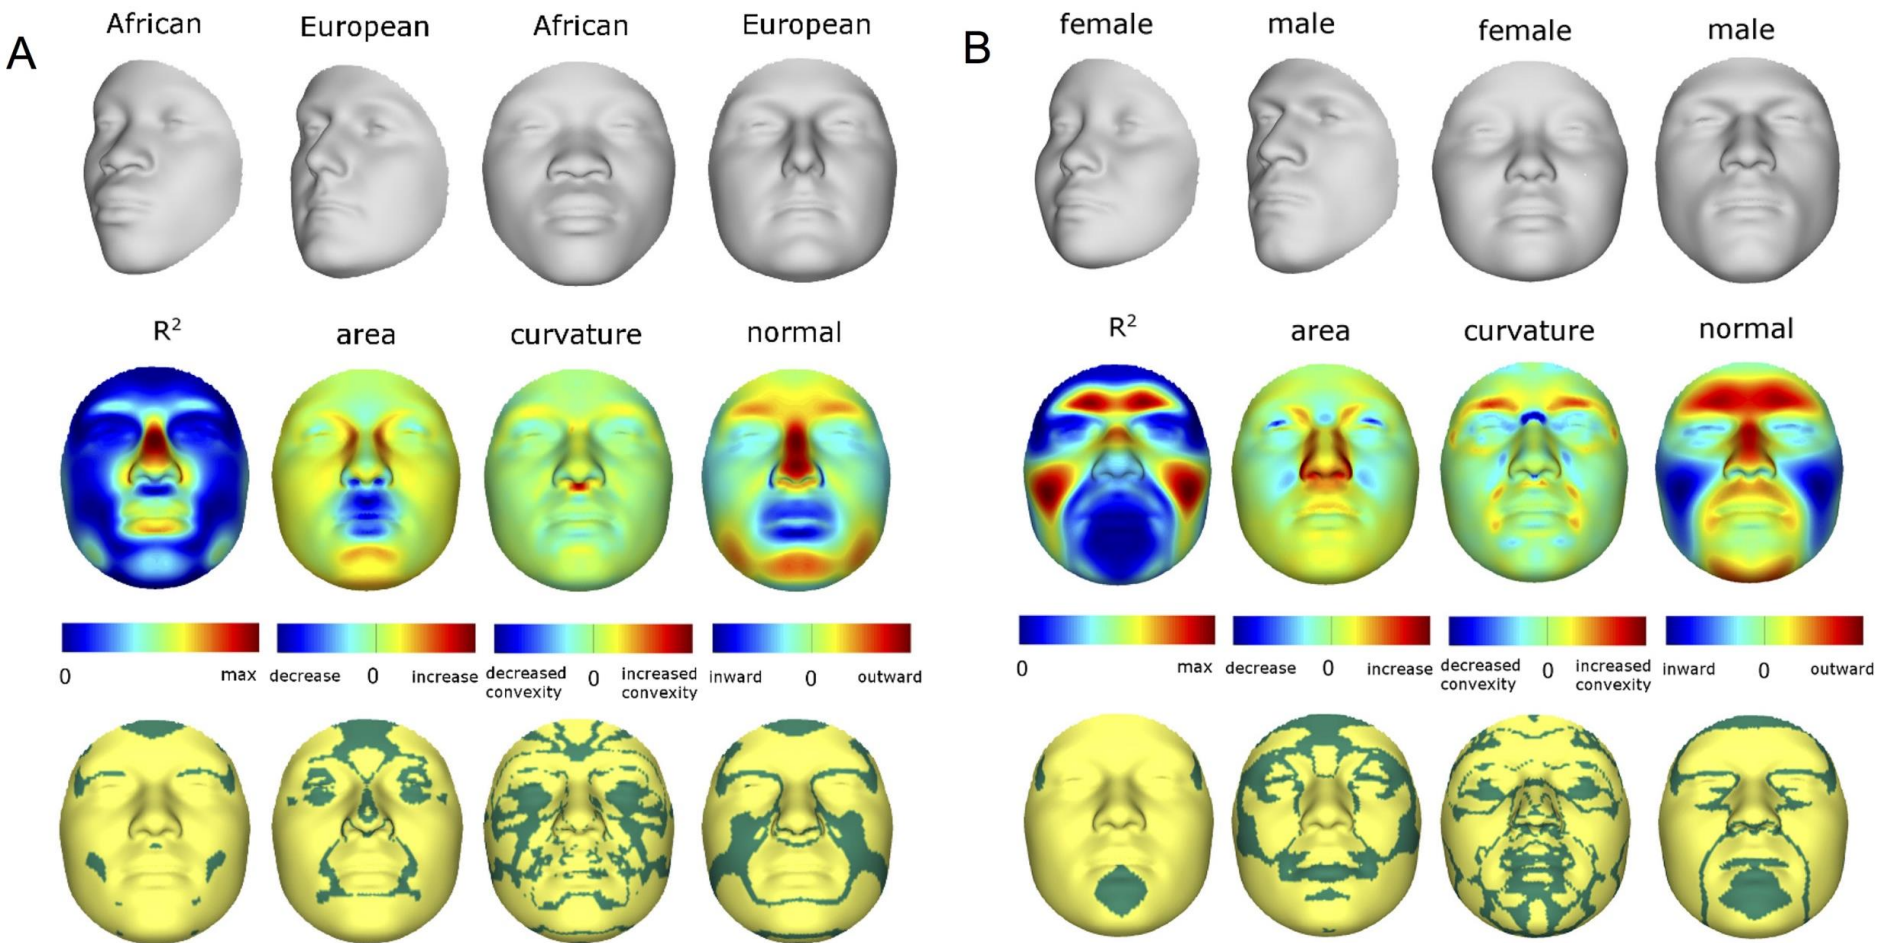 A
African European African European
R² area curvature normal
0 max decrease 0 increase decreased convexity 0 increased convexity inward 0 outward
B
female male female male
R² area curvature normal
0 max decrease 0 increase decreased convexity 0 increased convexity inward 0 outward